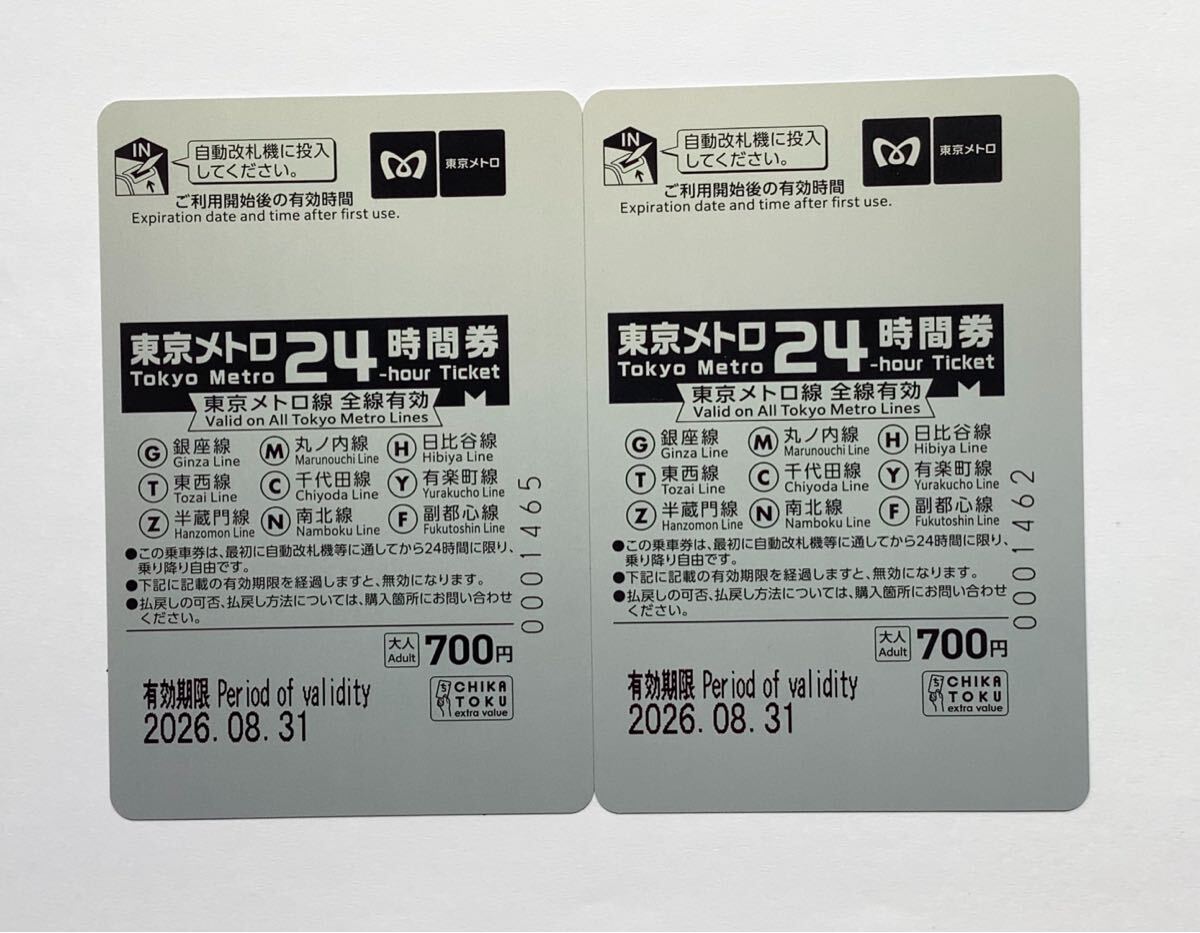 IN
自動改札機に投入
してください。
東京メトロ
ご利用開始後の有効時間
Expiration date and time after first use.
東京メトロ 24 時間券
Tokyo Metro -hour Ticket
東京メトロ線 全線有効
Valid on All Tokyo Metro Lines
G 銀座線 M 丸ノ内線 H 日比谷線
Ginza Line Marunouchi Line Hibiya Line
T 東西線 C 千代田線 Y 有楽町線
Tozai Line Chiyoda Line Yurakucho Line
Z 半蔵門線 N 南北線 F 副都心線
Hanzomon Line Namboku Line Fukutoshin Line
0001465
●この乗車券は、最初に自動改札機等に通してから24時間に限り、
乗り降り自由です。
●下記に記載の有効期限を経過しますと、無効になります。
●払戻しの可否、払戻し方法については、購入箇所にお問い合わせ
ください。
大人
Adult
700円
有効期限 Period of validity
2026.08.31
CHIKA
TOKU
extra value
IN
自動改札機に投入
してください。
東京メトロ
ご利用開始後の有効時間
Expiration date and time after first use.
東京メトロ 24 時間券
Tokyo Metro -hour Ticket
東京メトロ線 全線有効
Valid on All Tokyo Metro Lines
G 銀座線 M 丸ノ内線 H 日比谷線
Ginza Line Marunouchi Line Hibiya Line
T 東西線 C 千代田線 Y 有楽町線
Tozai Line Chiyoda Line Yurakucho Line
Z 半蔵門線 N 南北線 F 副都心線
Hanzomon Line Namboku Line Fukutoshin Line
0001462
●この乗車券は、最初に自動改札機等に通してから24時間に限り、
乗り降り自由です。
●下記に記載の有効期限を経過しますと、無効になります。
●払戻しの可否、払戻し方法については、購入箇所にお問い合わせ
ください。
大人
Adult
700円
有効期限 Period of validity
2026.08.31
CHIKA
TOKU
extra value